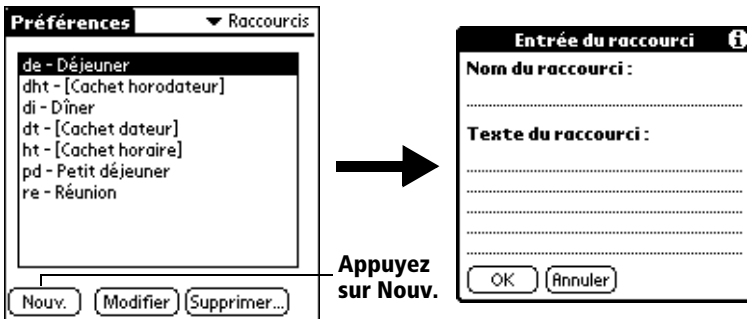 Préférences
Raccourcis
de - Déjeuner
dht - [Cachet horodateur]
di - Dîner
dt - [Cachet dateur]
ht - [Cachet horaire]
pd - Petit déjeuner
re - Réunion
Nouv.
Modifier
Supprimer...
Appuyez
sur Nouv.
Entrée du raccourci
i
Nom du raccourci :
Texte du raccourci :
OK
Annuler